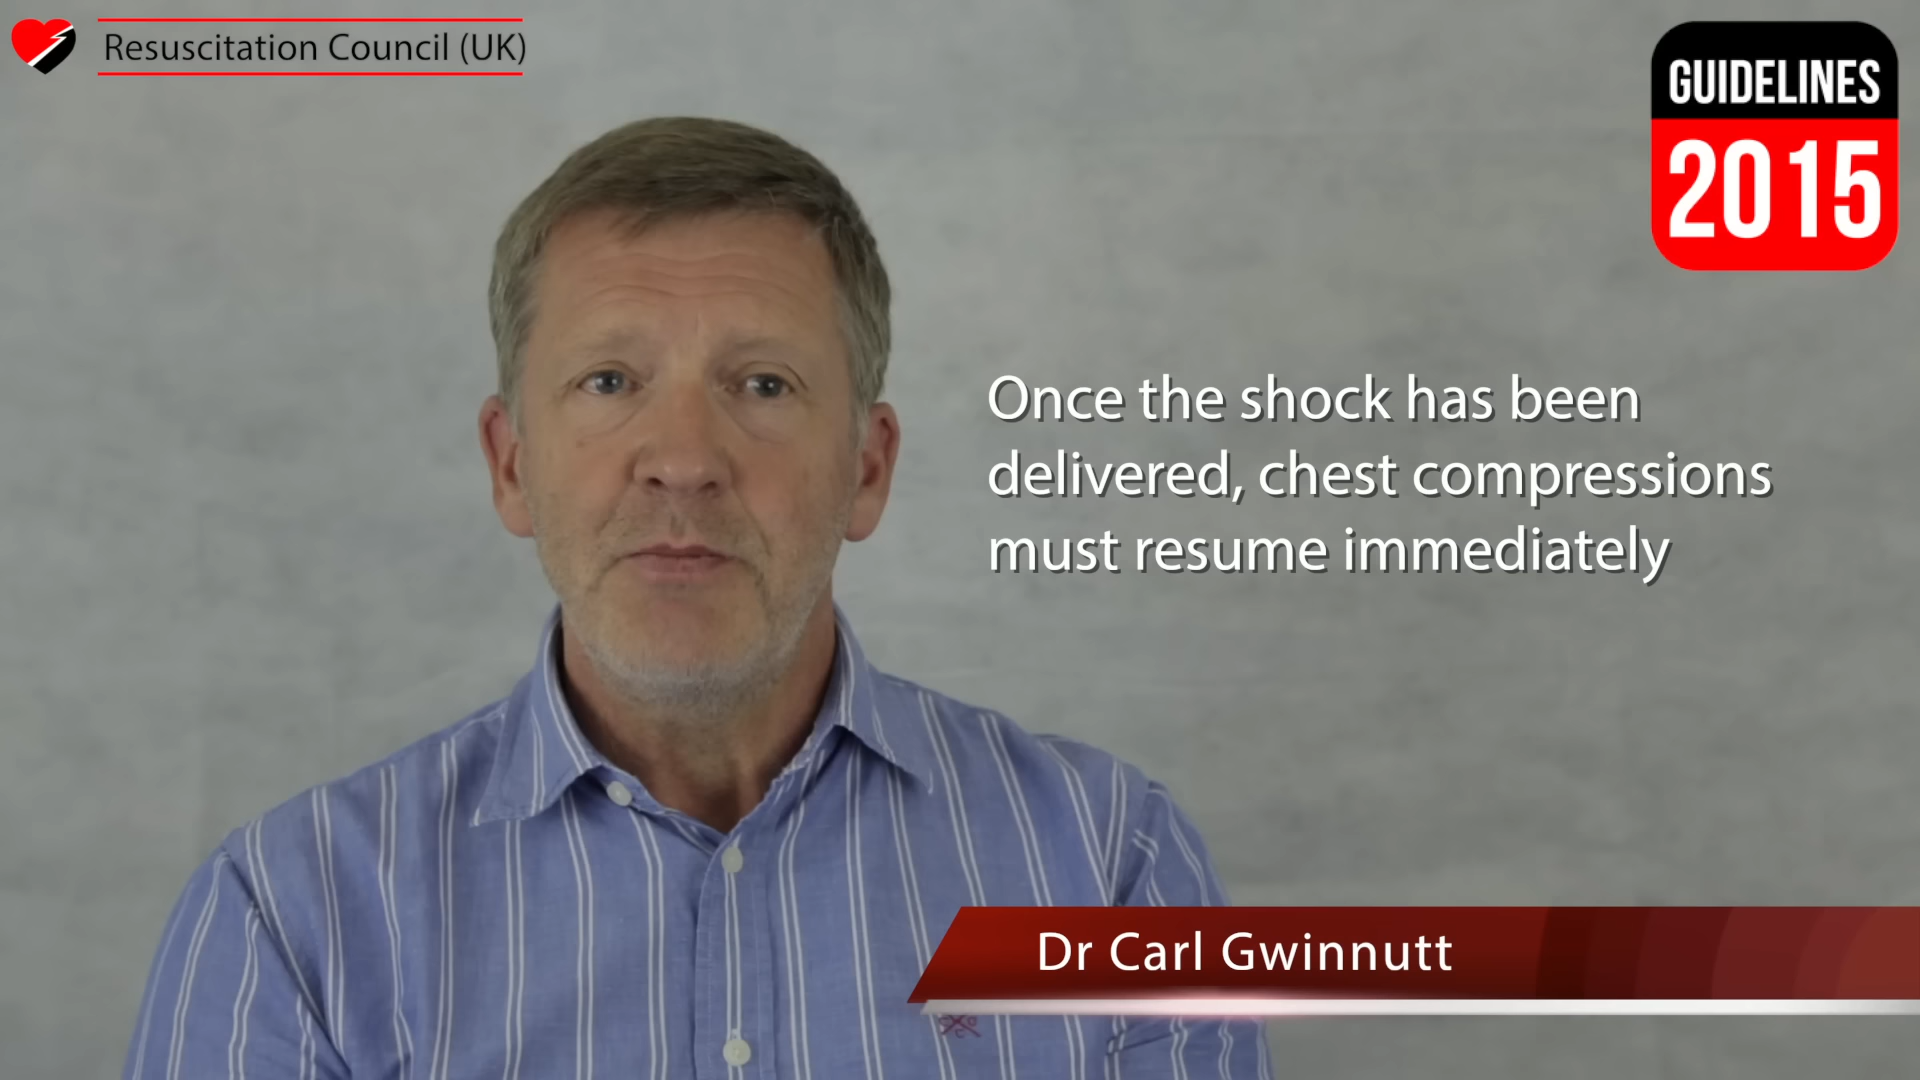 Resuscitation Council (UK)
GUIDELINES
2015
Once the shock has been
delivered, chest compressions
must resume immediately
Dr Carl Gwinnutt